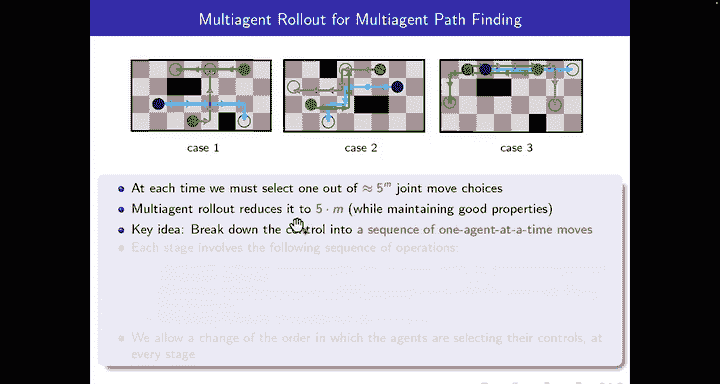 Multiagent Rollout for Multiagent Path Finding
case 1
case 2
case 3
At each time we must select one out of ≈ 5^m joint move choices
Multiagent rollout reduces it to 5 · m (while maintaining good properties)
Key idea: Break down the control into a sequence of one-agent-at-a-time moves
Each stage involves the following sequence of operations:
We allow a change of the order in which the agents are selecting their controls, at
every stage